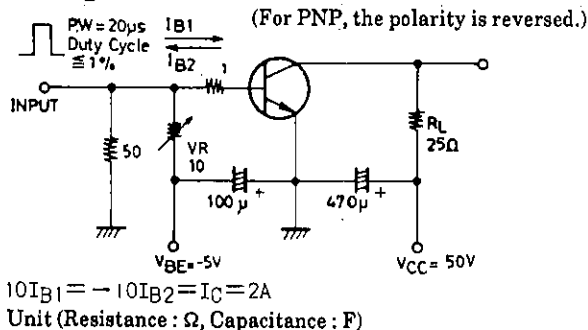 (For PNP, the polarity is reversed.)
P.W = 20μs
Duty Cycle
≦ 1%
IB1
IB2
1
INPUT
50
VR
10
100μ
+
470μ
+
RL
25Ω
VBE=-5V
VCC= 50V
10IB1= -10IB2=IC=2A
Unit (Resistance : Ω, Capacitance : F)